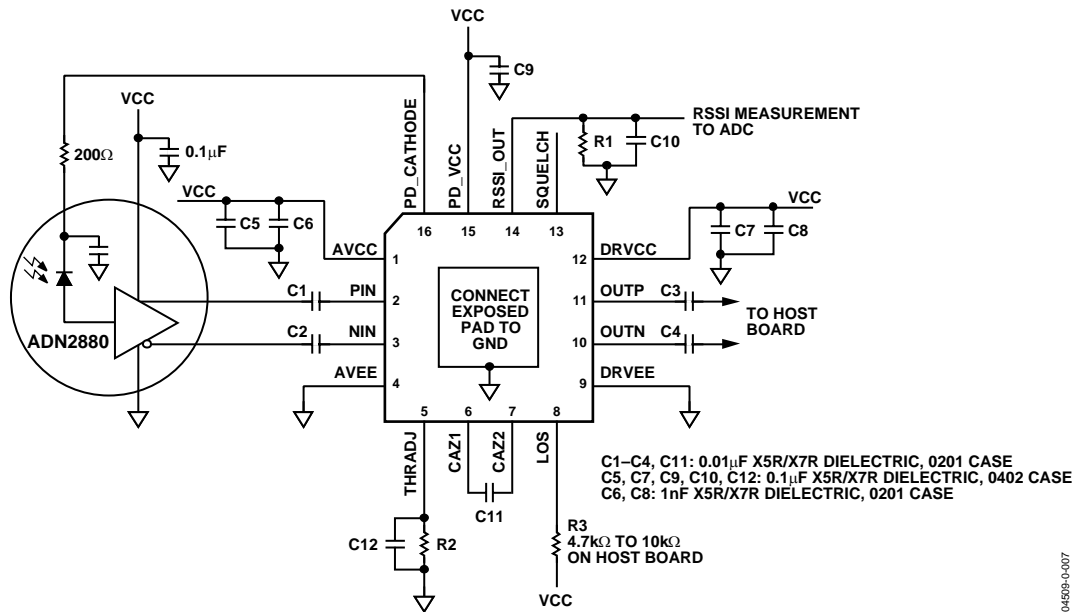 VCC
C9
VCC
200Ω
0.1µF
PD_CATHODE
PD_VCC
RSSI_OUT
SQUELCH
R1
C10
RSSI MEASUREMENT
TO ADC
VCC
C5
C6
AVCC
16
15
14
13
1
12
DRVCC
C7
C8
VCC
ADN2880
C1
PIN
2
CONNECT
EXPOSED
PAD TO
GND
11
OUTP
C3
C2
NIN
3
10
OUTN
C4
TO HOST
BOARD
AVEE
4
9
DRVEE
5
6
7
8
THRADJ
CAZ1
CAZ2
LOS
C11
C12
R2
R3
4.7kΩ TO 10kΩ
ON HOST BOARD
VCC
C1–C4, C11: 0.01µF X5R/X7R DIELECTRIC, 0201 CASE
C5, C7, C9, C10, C12: 0.1µF X5R/X7R DIELECTRIC, 0402 CASE
C6, C8: 1nF X5R/X7R DIELECTRIC, 0201 CASE
04509-0-007